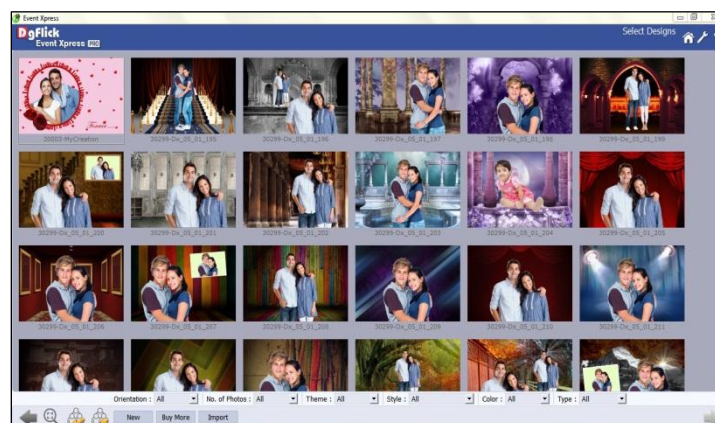 Event Xpress
DgFlick
Event Xpress PRO
Select Designs
30003-MyCreation
30299-Dx_05_01_195
30299-Dx_05_01_196
30299-Dx_05_01_197
30299-Dx_05_01_198
30299-Dx_05_01_199
30299-Dx_05_01_200
30299-Dx_05_01_201
30299-Dx_05_01_202
30299-Dx_05_01_203
30299-Dx_05_01_204
30299-Dx_05_01_205
30299-Dx_05_01_206
30299-Dx_05_01_207
30299-Dx_05_01_208
30299-Dx_05_01_209
30299-Dx_05_01_210
30299-Dx_05_01_211
Orientation : All No. of Photos : All Theme : All Style : All Color : All Type : All
New Buy More Import